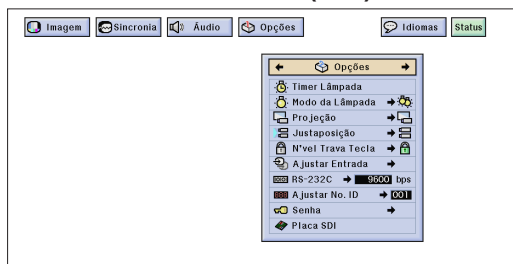 Imagem Sincronia Áudio Opções Idiomas Status
Opções
Timer Lâmpada
Modo da Lâmpada
Projeção
Justaposição
N'vel Trava Tecla
Ajustar Entrada
RS-232C 9600 bps
Ajustar No. ID 001
Senha
Placa SDI